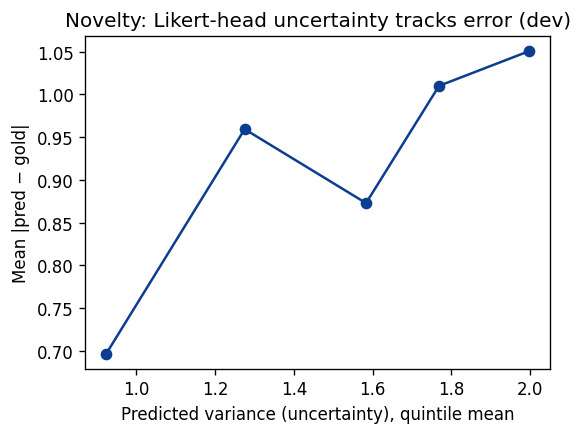 Novelty: Likert-head uncertainty tracks error (dev)
1.05
1.00
0.95
0.90
0.85
0.80
0.75
0.70
Mean |pred − gold|
1.0 1.2 1.4 1.6 1.8 2.0
Predicted variance (uncertainty), quintile mean